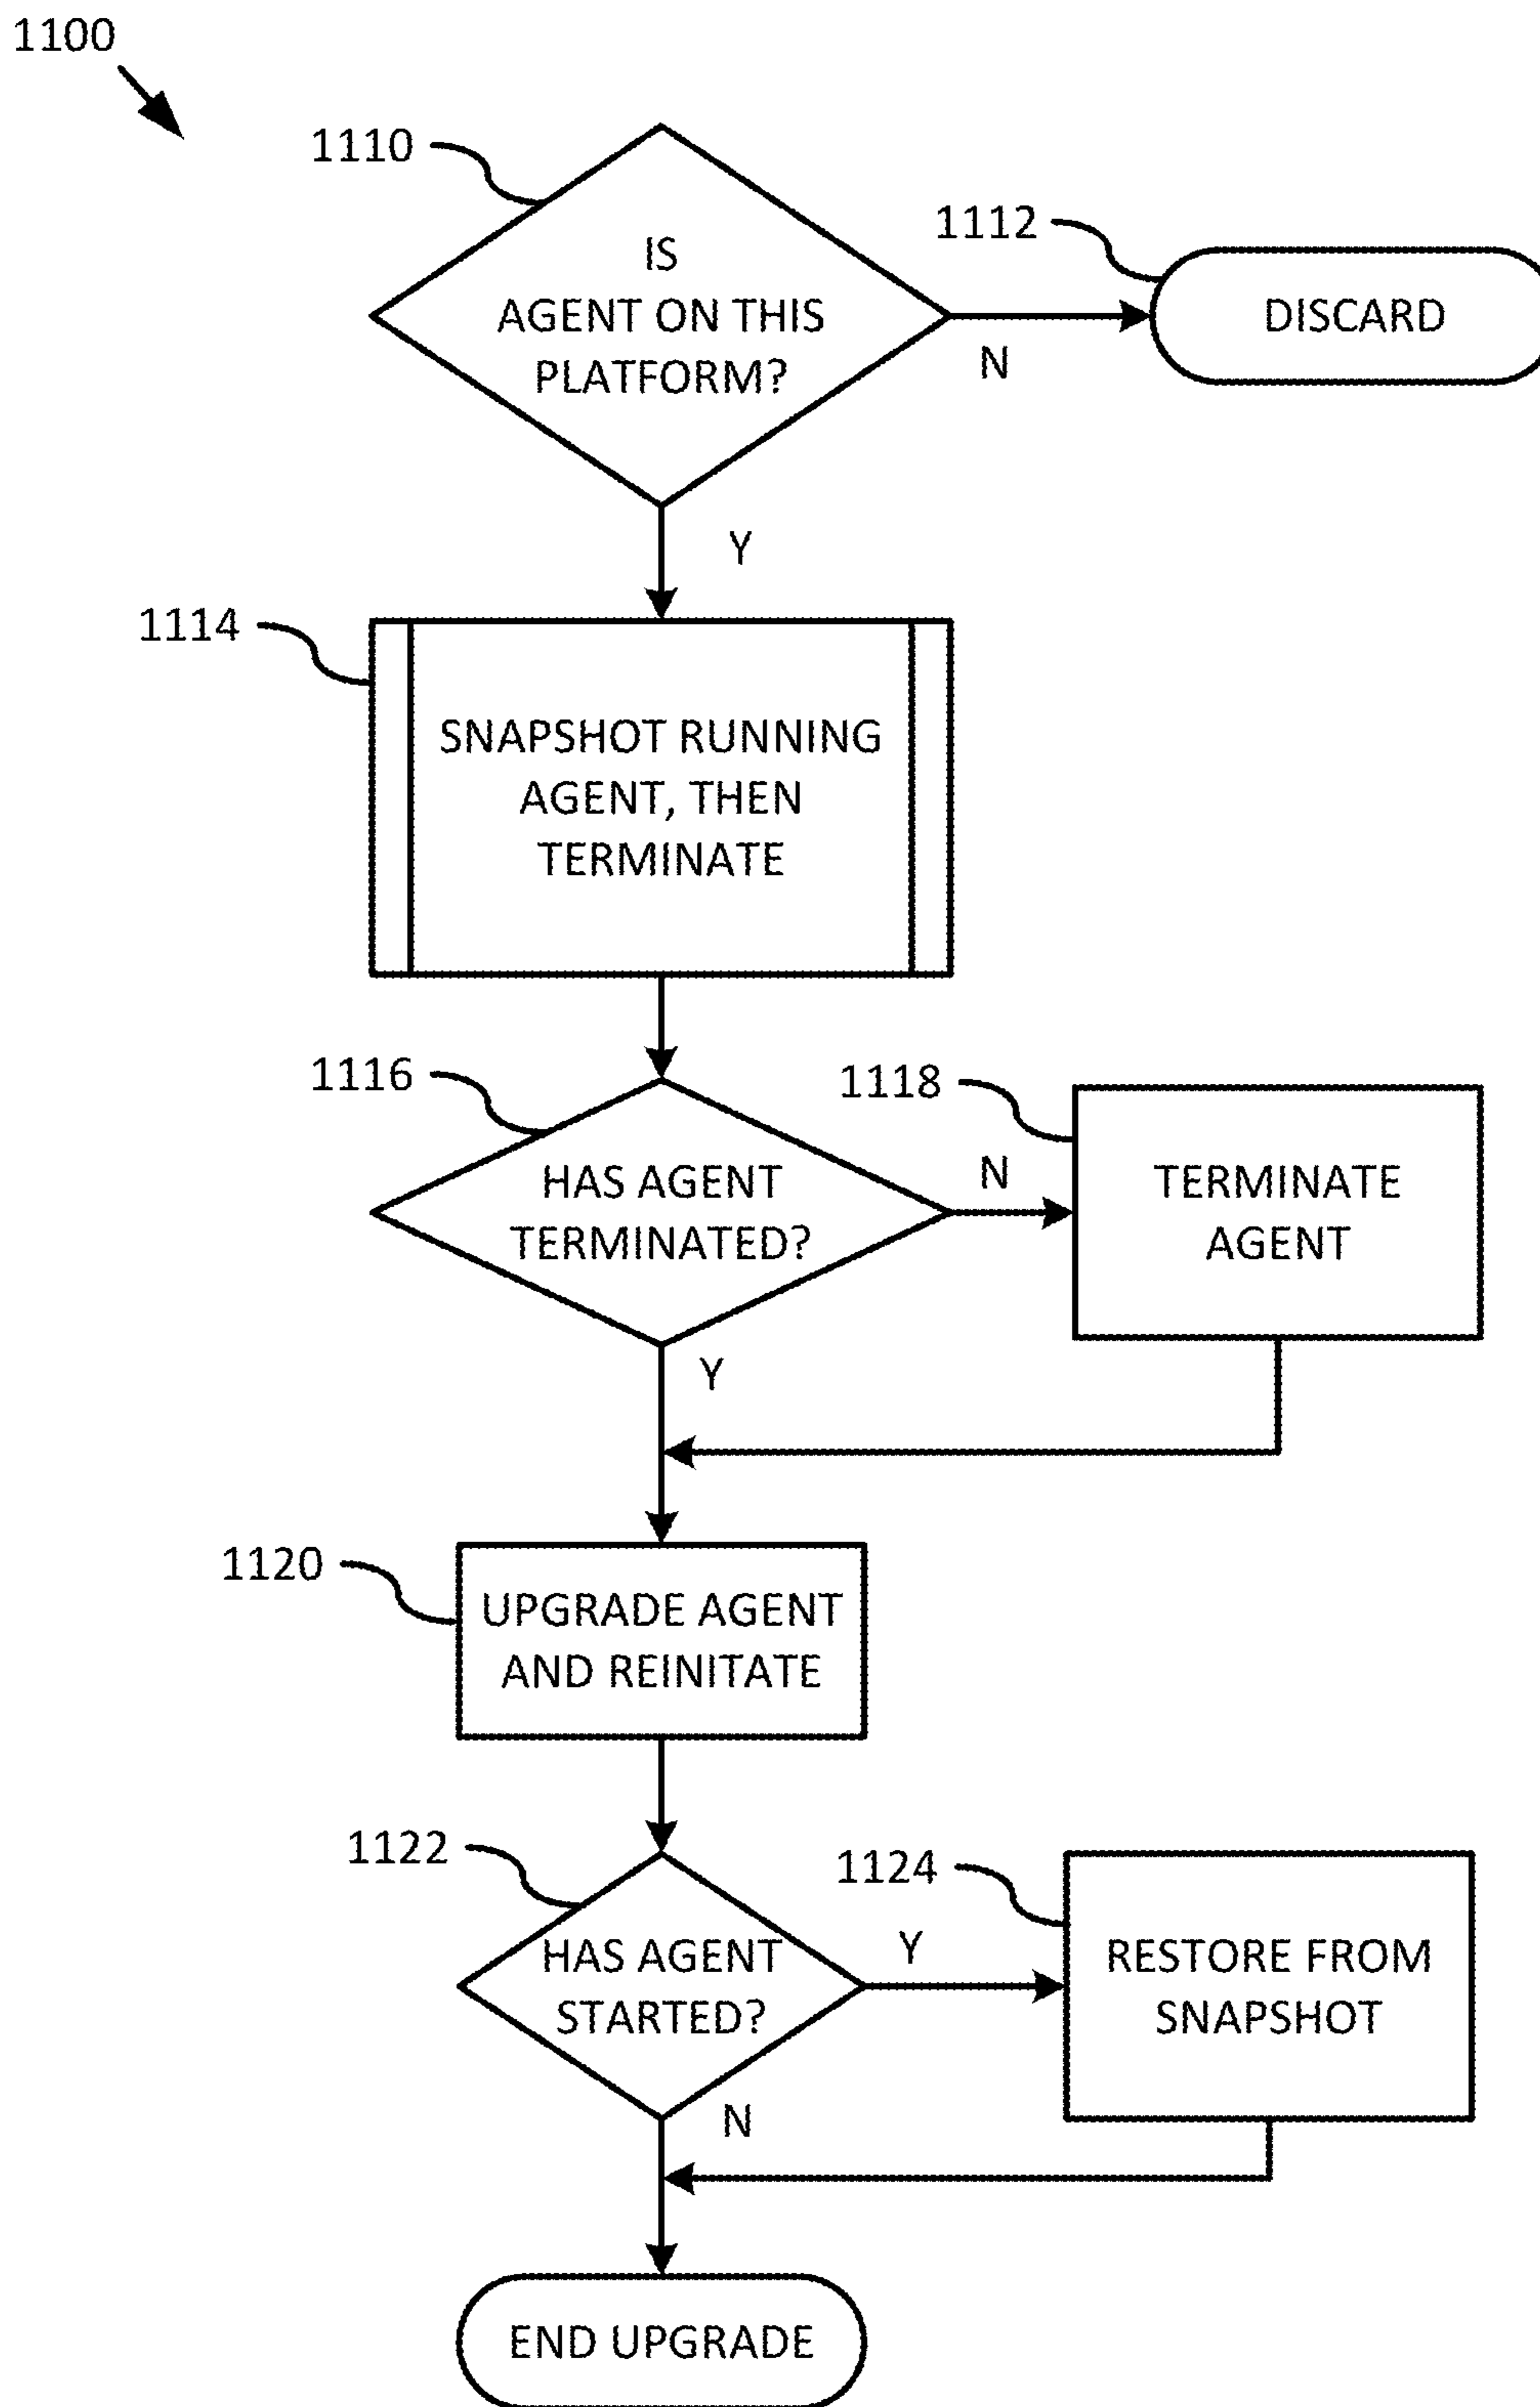 1100
1110
IS
AGENT ON THIS
PLATFORM?
1112
DISCARD
N
Y
1114
SNAPSHOT RUNNING
AGENT, THEN
TERMINATE
1116
HAS AGENT
TERMINATED?
N
1118
TERMINATE
AGENT
Y
1120
UPGRADE AGENT
AND REINITATE
1122
HAS AGENT
STARTED?
Y
1124
RESTORE FROM
SNAPSHOT
N
END UPGRADE